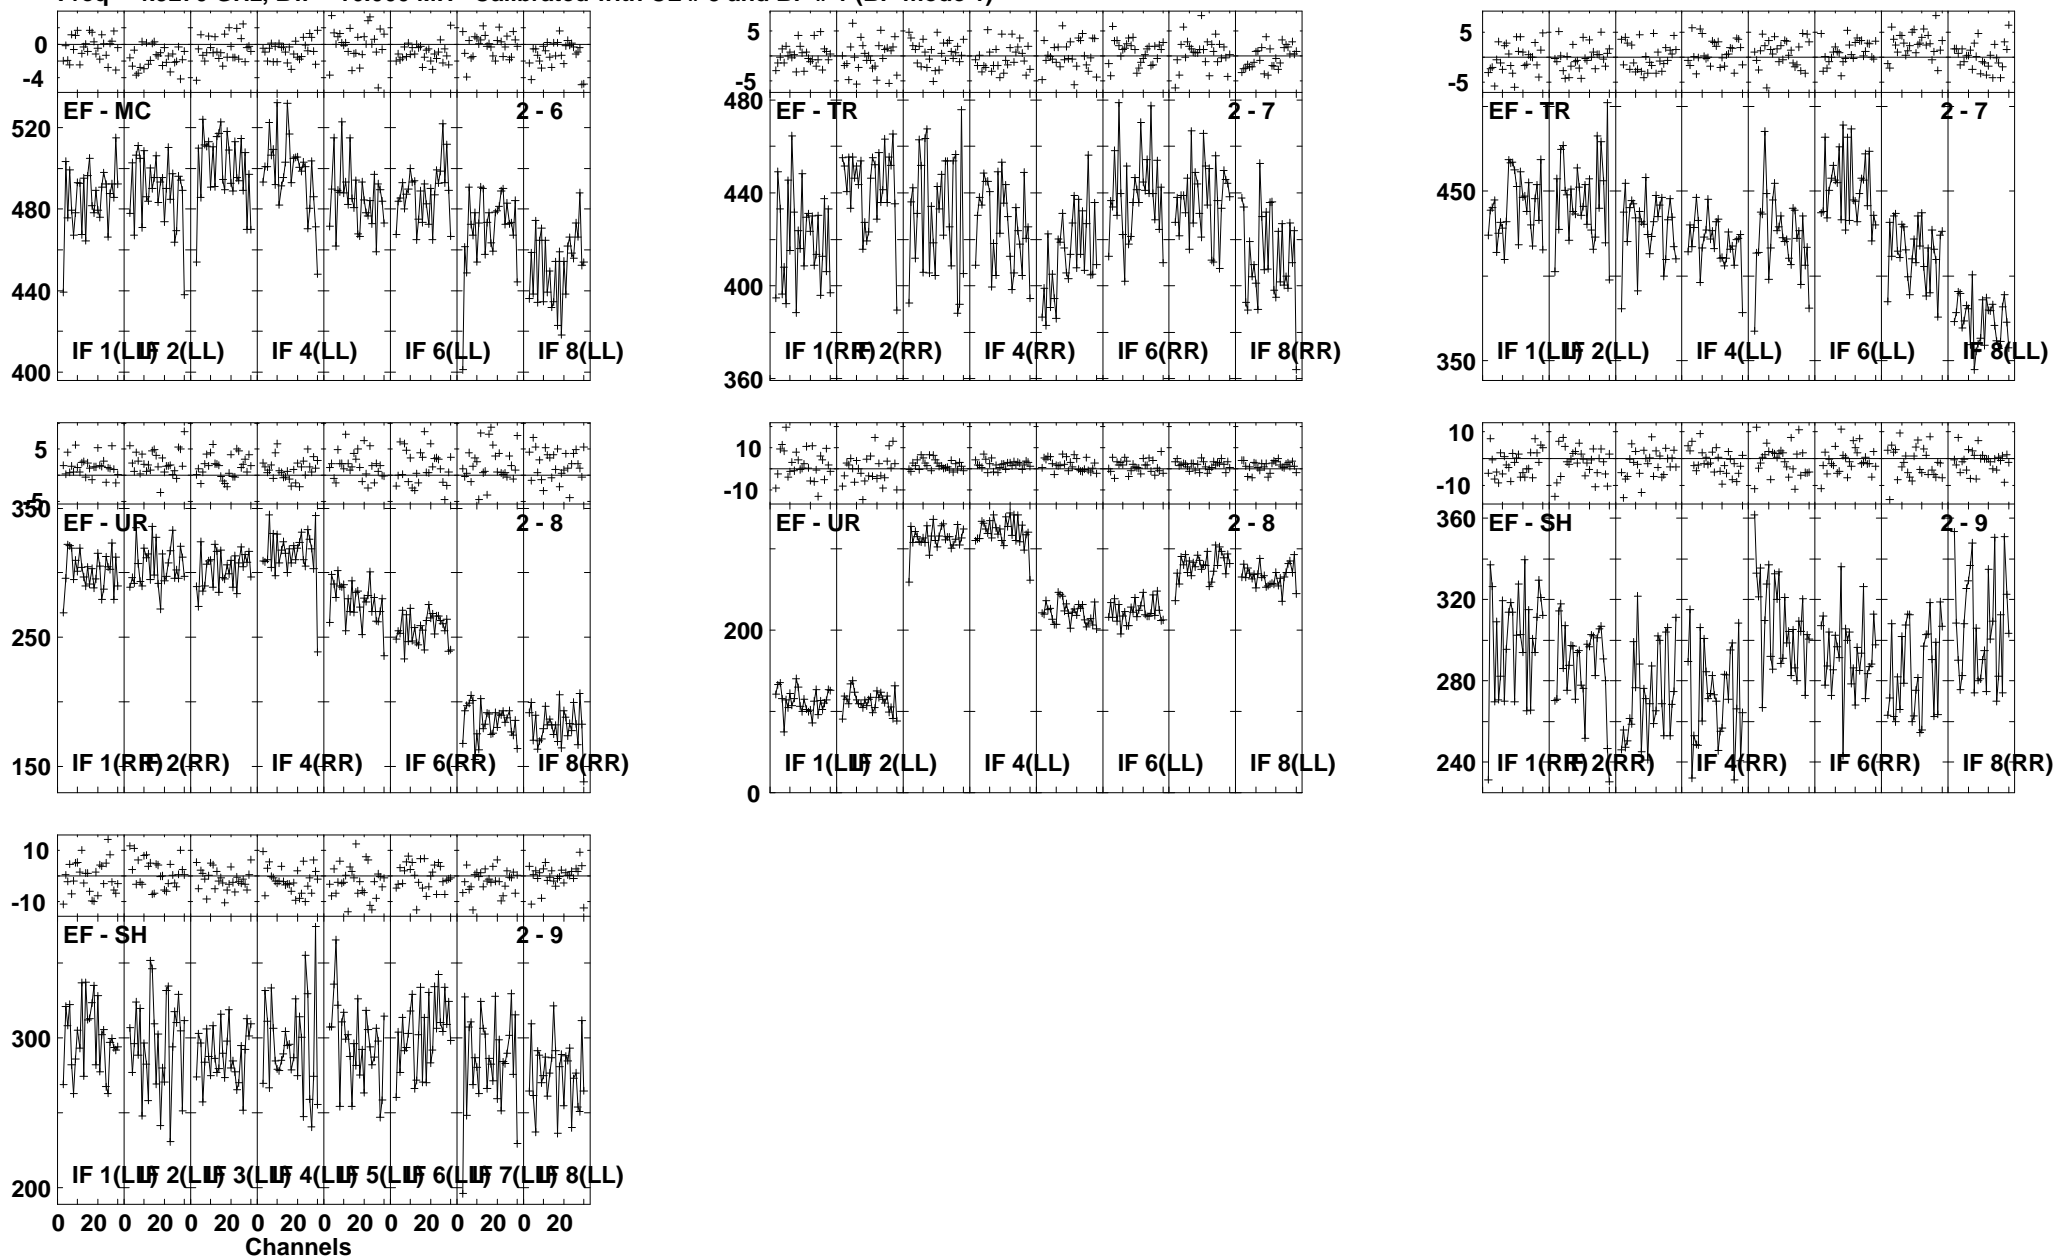 0
-4
EF - MC 2 - 6
520
480
440
400
IF 1(LL) IF 2(LL) IF 4(LL) IF 6(LL) IF 8(LL)
5
-5
480
EF - TR 2 - 7
440
400
360
IF 1(RR) IF 2(RR) IF 4(RR) IF 6(RR) IF 8(RR)
5
-5
EF - TR 2 - 7
450
350
IF 1(LL) IF 2(LL) IF 4(LL) IF 6(LL) IF 8(LL)
5
-5
350
EF - UR 2 - 8
250
150
IF 1(RR) IF 2(RR) IF 4(RR) IF 6(RR) IF 8(RR)
10
-10
EF - UR 2 - 8
200
0
IF 1(LL) IF 2(LL) IF 4(LL) IF 6(LL) IF 8(LL)
10
-10
360
EF - SH 2 - 9
320
280
240
IF 1(RR) IF 2(RR) IF 4(RR) IF 6(RR) IF 8(RR)
10
-10
EF - SH 2 - 9
300
200
IF 1(LL) IF 2(LL) IF 3(LL) IF 4(LL) IF 5(LL) IF 6(LL) IF 7(LL) IF 8(LL)
0 20 0 20 0 20 0 20 0 20 0 20 0 20 0 20
Channels